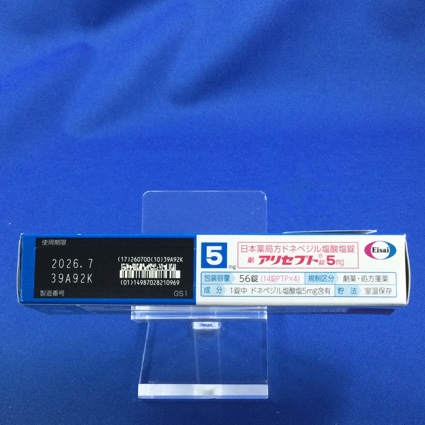 使用期限
2026.7
39A92K
製造番号
(17)260700(10)39A92K
(01)14987028210969
GS1
5mg
日本薬局方ドネペジル塩酸塩錠
劇 アリセプト®錠5mg
Eisai
包装容量 56錠(14錠PTP×4) 規制区分 劇薬・処方箋薬
成分 1錠中 ドネペジル塩酸塩5mg含有 貯法 室温保存